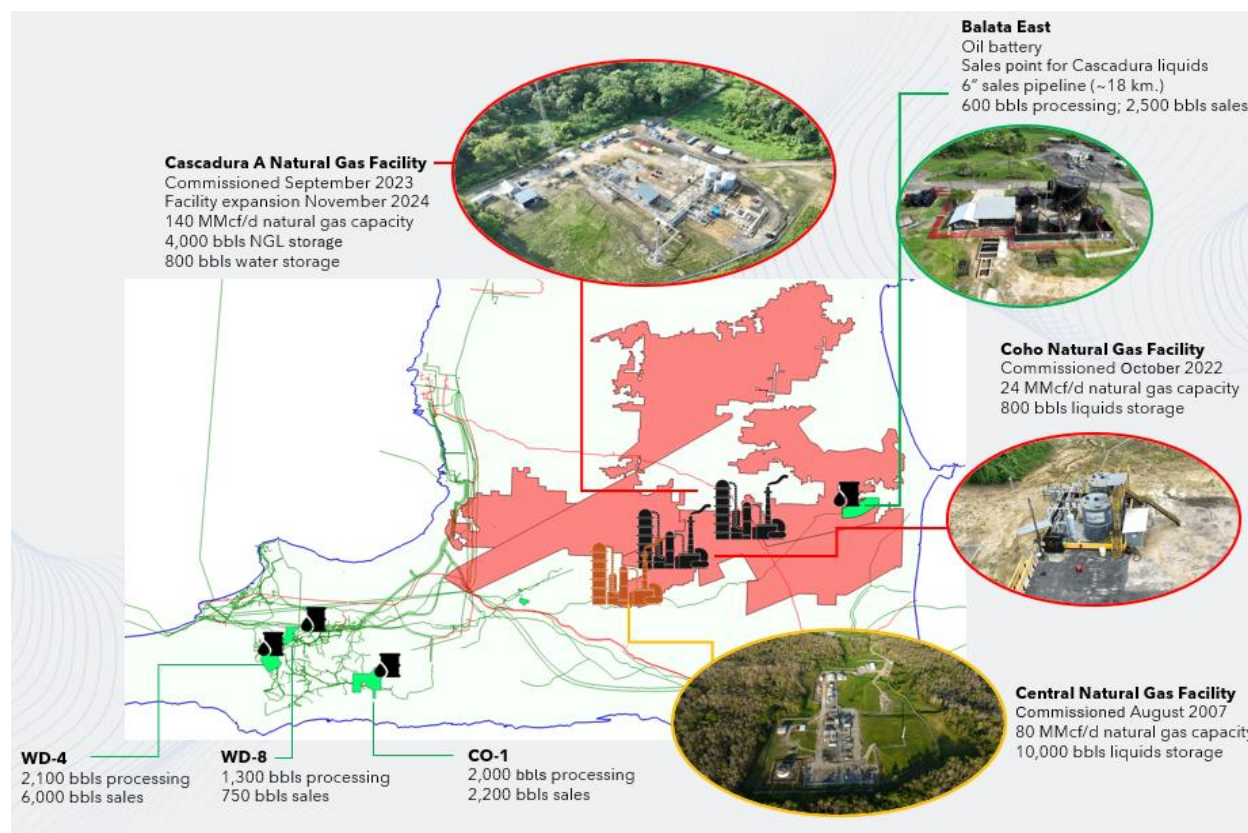 Balata East
Oil battery
Sales point for Cascadura liquids
6” sales pipeline (~18 km.)
600 bbls processing; 2,500 bbls sales
Cascadura A Natural Gas Facility
Commissioned September 2023
Facility expansion November 2024
140 MMcf/d natural gas capacity
4,000 bbls NGL storage
800 bbls water storage
Coho Natural Gas Facility
Commissioned October 2022
24 MMcf/d natural gas capacity
800 bbls liquids storage
Central Natural Gas Facility
Commissioned August 2007
80 MMcf/d natural gas capacity
10,000 bbls liquids storage
WD-4
2,100 bbls processing
6,000 bbls sales
WD-8
1,300 bbls processing
750 bbls sales
CO-1
2,000 bbls processing
2,200 bbls sales